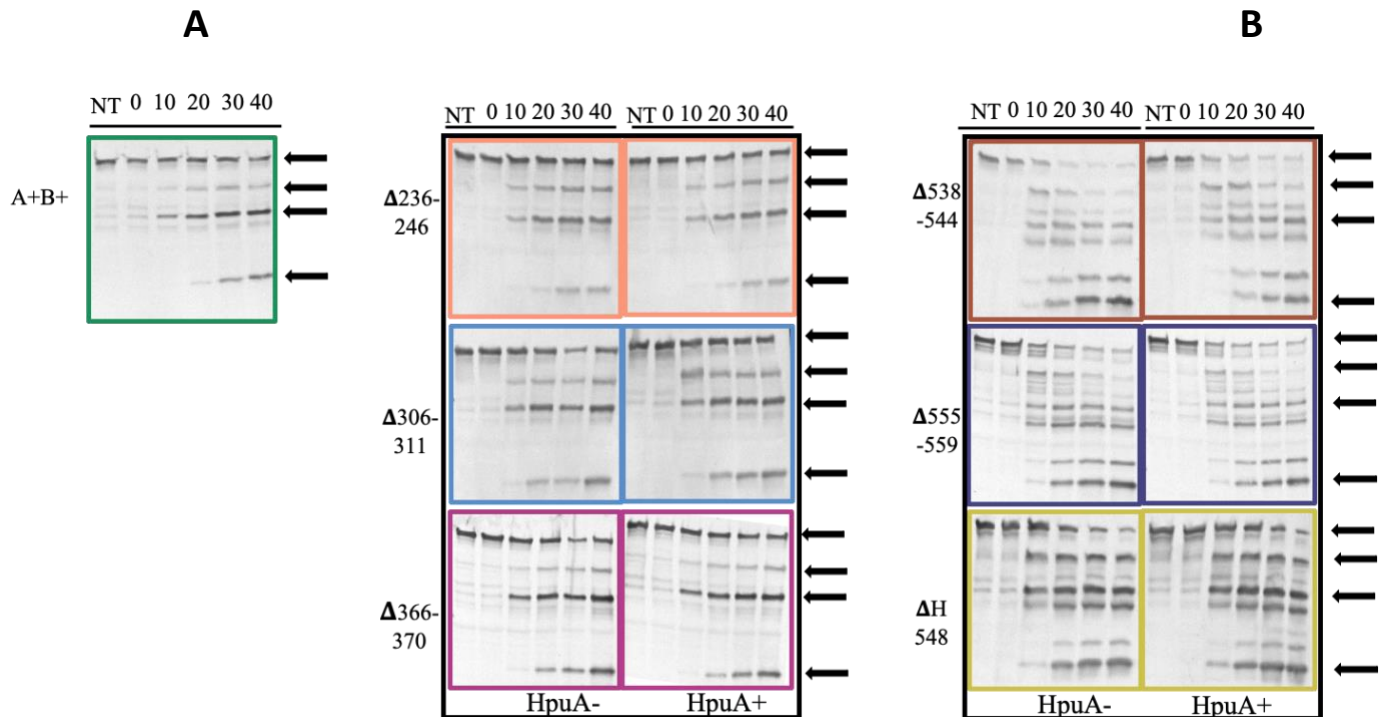 A
B
NT 0 10 20 30 40
A+B+
NT 0 10 20 30 40 NT 0 10 20 30 40
Δ236-
246
Δ306-
311
Δ366-
370
HpuA- HpuA+
NT 0 10 20 30 40 NT 0 10 20 30 40
Δ538
-544
Δ555
-559
ΔH
548
HpuA- HpuA+